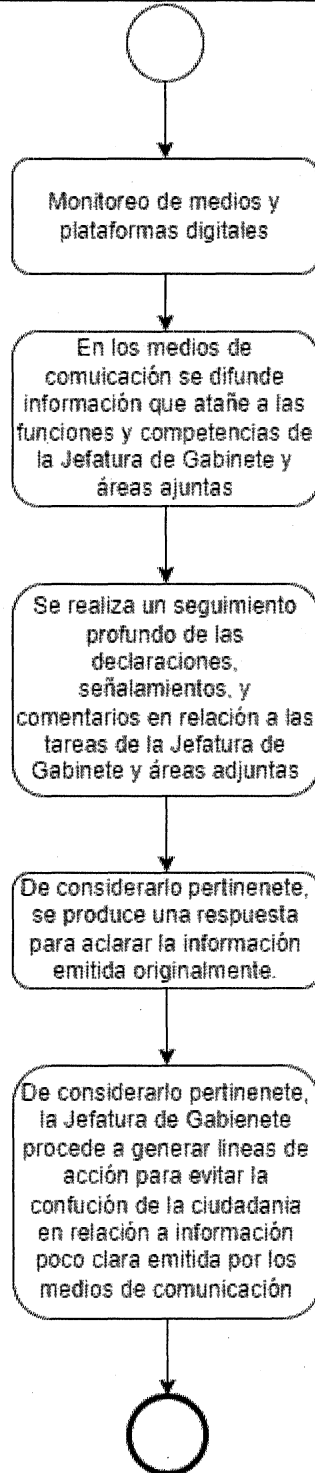 Monitoreo de medios y
plataformas digitales
En los medios de
comuicación se difunde
información que atañe a las
funciones y competencias de
la Jefatura de Gabinete y
áreas ajuntas
Se realiza un seguimiento
profundo de las
declaraciones,
señalamientos, y
comentarios en relación a las
tareas de la Jefatura de
Gabinete y áreas adjuntas
De considerarlo pertinenete,
se produce una respuesta
para aclarar la información
emitida originalmente.
De considerarlo pertinenete,
la Jefatura de Gabienete
procede a generar lineas de
acción para evitar la
confución de la ciudadania
en relación a información
poco clara emitida por los
medios de comunicación